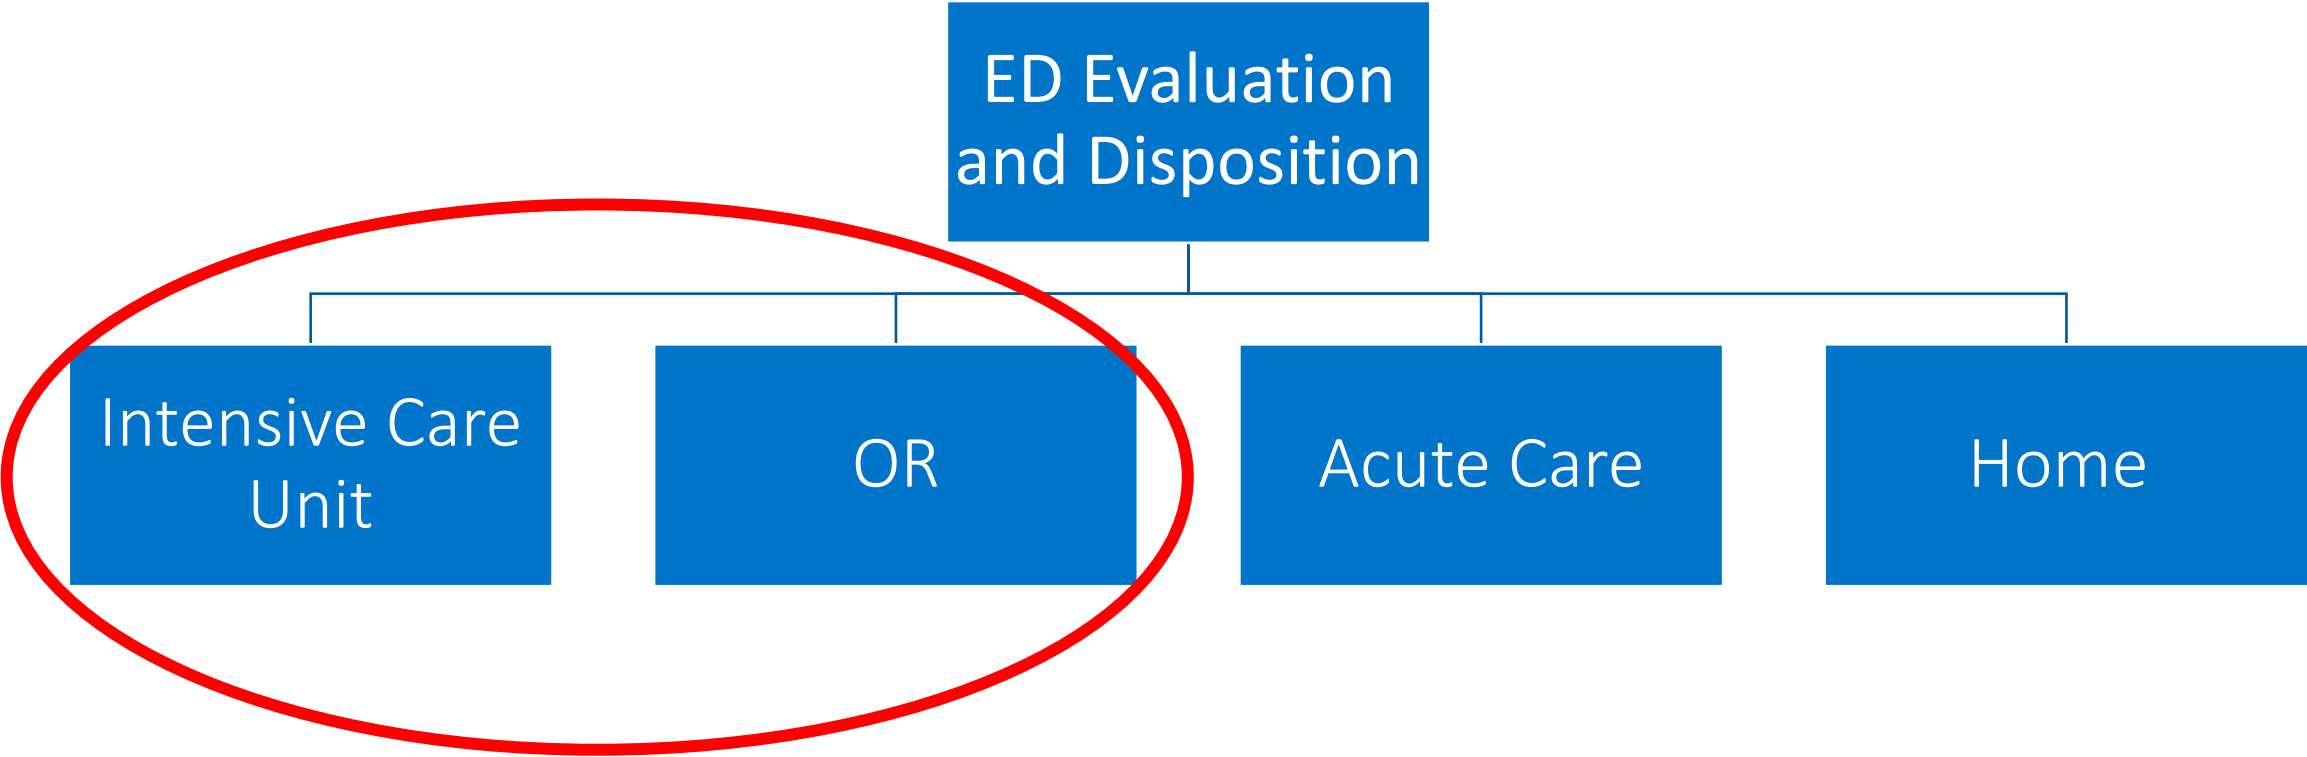 ED Evaluation
and Disposition
Intensive Care
Unit
OR
Acute Care
Home